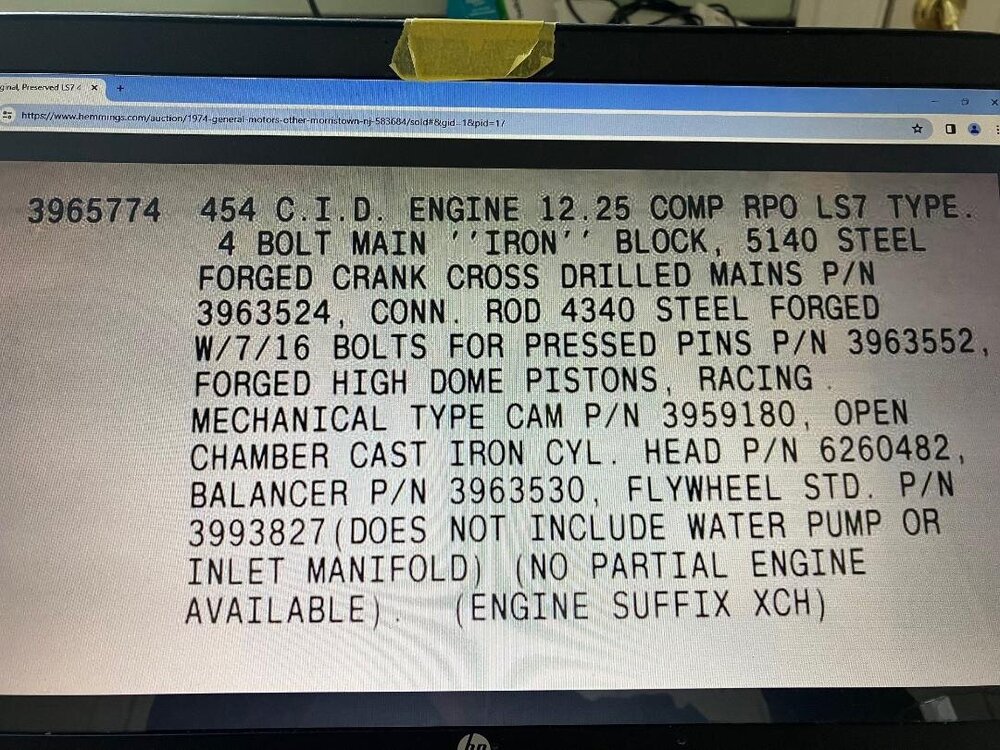 ginal, Preserved LS7 4
https://www.hemmings.com/auction/1974-general-motors-other-morristown-nj-583684/sold#&gid=1&pid=17
3965774 454 C.I.D. ENGINE 12.25 COMP RPO LS7 TYPE.
4 BOLT MAIN ''IRON'' BLOCK, 5140 STEEL
FORGED CRANK CROSS DRILLED MAINS P/N
3963524, CONN. ROD 4340 STEEL FORGED
W/7/16 BOLTS FOR PRESSED PINS P/N 3963552,
FORGED HIGH DOME PISTONS, RACING
MECHANICAL TYPE CAM P/N 3959180, OPEN
CHAMBER CAST IRON CYL. HEAD P/N 6260482,
BALANCER P/N 3963530, FLYWHEEL STD. P/N
3993827(DOES NOT INCLUDE WATER PUMP OR
INLET MANIFOLD) (NO PARTIAL ENGINE
AVAILABLE). (ENGINE SUFFIX XCH)
hp